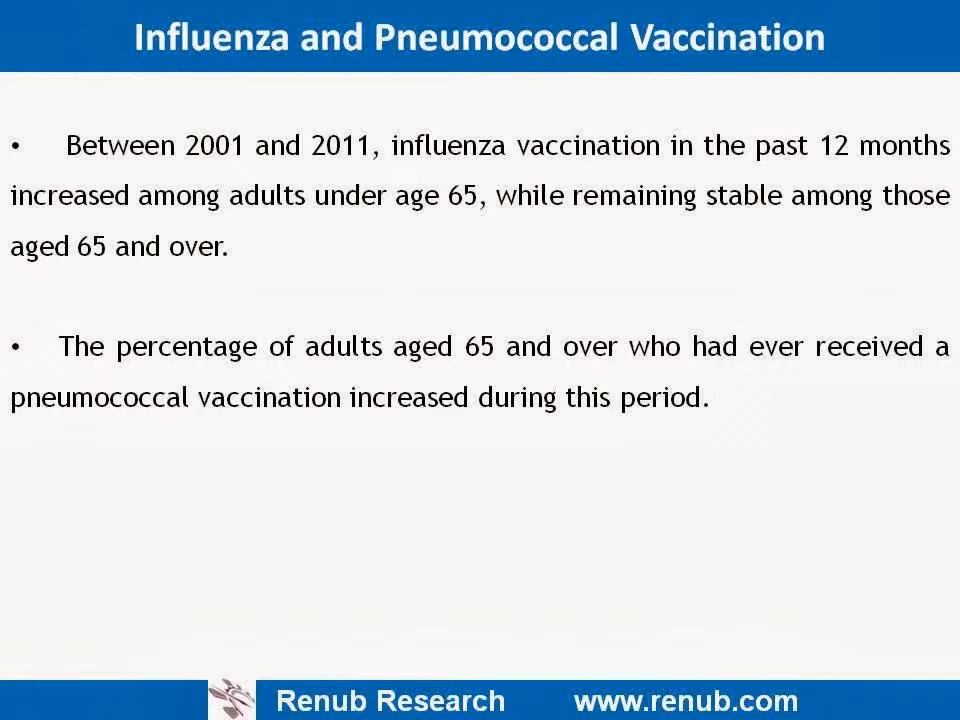 Influenza and Pneumococcal Vaccination
• Between 2001 and 2011, influenza vaccination in the past 12 months
increased among adults under age 65, while remaining stable among those
aged 65 and over.
• The percentage of adults aged 65 and over who had ever received a
pneumococcal vaccination increased during this period.
Renub Research www.renub.com